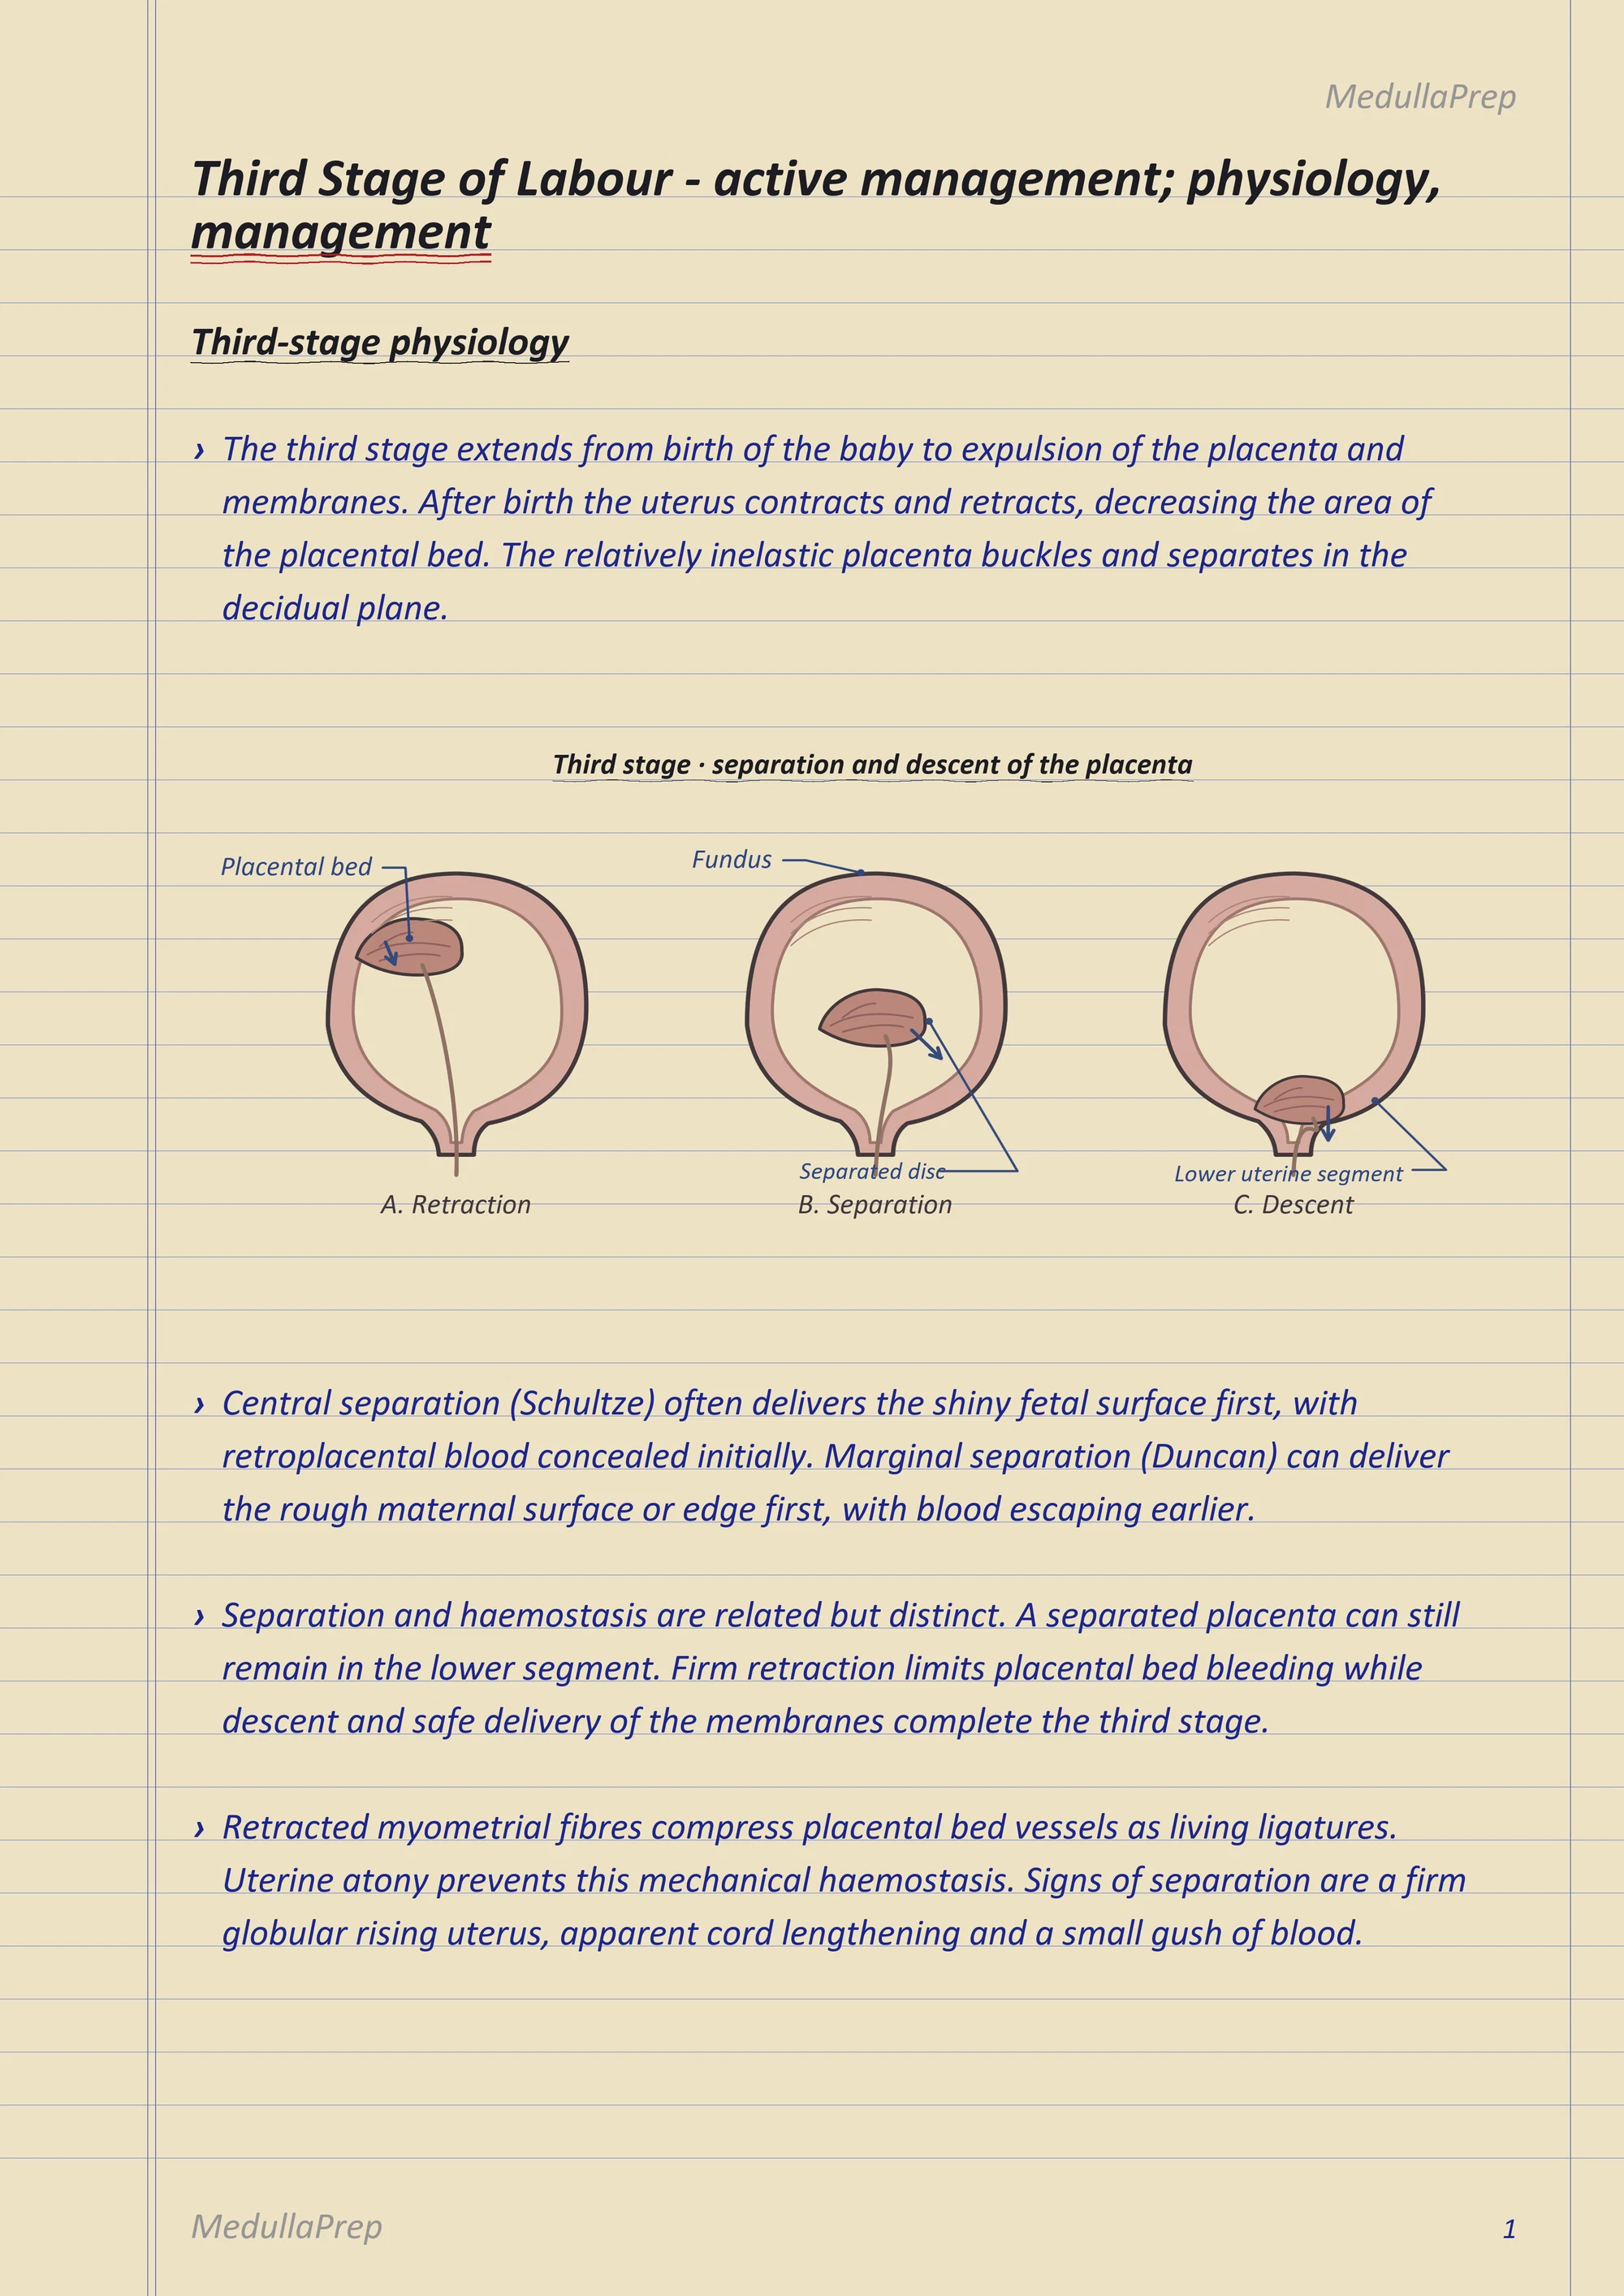 MedullaPrep
Third Stage of Labour - active management; physiology,
management
Third-stage physiology
› The third stage extends from birth of the baby to expulsion of the placenta and
membranes. After birth the uterus contracts and retracts, decreasing the area of
the placental bed. The relatively inelastic placenta buckles and separates in the
decidual plane.
Third stage · separation and descent of the placenta
Placental bed
Fundus
Separated disc
Lower uterine segment
A. Retraction
B. Separation
C. Descent
› Central separation (Schultze) often delivers the shiny fetal surface first, with
retroplacental blood concealed initially. Marginal separation (Duncan) can deliver
the rough maternal surface or edge first, with blood escaping earlier.
› Separation and haemostasis are related but distinct. A separated placenta can still
remain in the lower segment. Firm retraction limits placental bed bleeding while
descent and safe delivery of the membranes complete the third stage.
› Retracted myometrial fibres compress placental bed vessels as living ligatures.
Uterine atony prevents this mechanical haemostasis. Signs of separation are a firm
globular rising uterus, apparent cord lengthening and a small gush of blood.
MedullaPrep
1